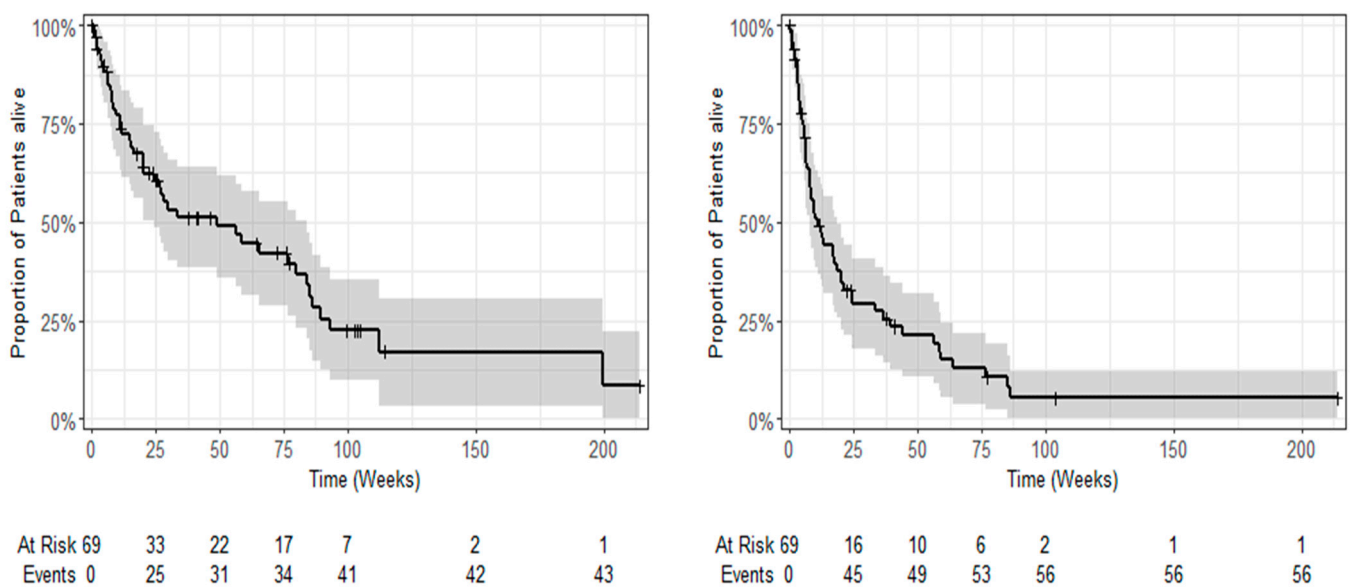 Proportion of Patients alive
100%
75%
50%
25%
0%
0 25 50 75 100 150 200
Time (Weeks)
At Risk 69 33 22 17 7 2 1
Events 0 25 31 34 41 42 43
Proportion of Patients alive
100%
75%
50%
25%
0%
0 25 50 75 100 150 200
Time (Weeks)
At Risk 69 16 10 6 2 1 1
Events 0 45 49 53 56 56 56